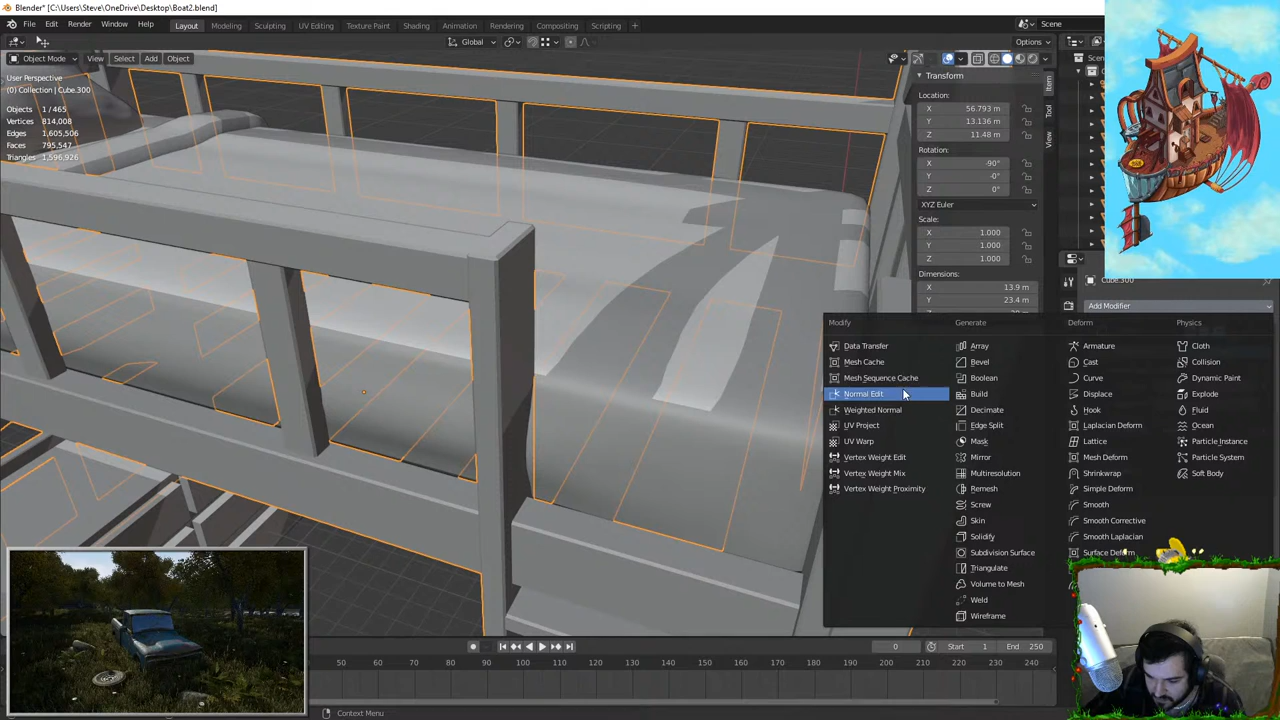 Blender* [C:\Users\Steve\OneDrive\Desktop\Boat2.blend]
File Edit Render Window Help Layout Modeling Sculpting UV Editing Texture Paint Shading Animation Rendering Compositing Scripting + Scene
Global Options
Object Mode View Select Add Object
User Perspective
(0) Collection | Cube.300
Objects 1 / 465
Vertices 814,008
Edges 1,605,506
Faces 795,547
Triangles 1,596,926
Transform
Location:
X 56.793 m
Y 13.136 m
Z 11.48 m
Rotation:
X -90°
Y -0°
Z 0°
XYZ Euler
Scale:
X 1.000
Y 1.000
Z 1.000
Dimensions:
X 13.9 m
Y 23.4 m
Item
Tool
View
Cube.300
Add Modifier
Modify Generate Deform Physics
Data Transfer Array Armature Cloth
Mesh Cache Bevel Cast Collision
Mesh Sequence Cache Boolean Curve Dynamic Paint
Normal Edit Build Displace Explode
Weighted Normal Decimate Hook Fluid
UV Project Edge Split Laplacian Deform Ocean
UV Warp Mask Lattice Particle Instance
Vertex Weight Edit Mirror Mesh Deform Particle System
Vertex Weight Mix Multiresolution Shrinkwrap Soft Body
Vertex Weight Proximity Remesh Simple Deform
Screw Smooth
Skin Smooth Corrective
Solidify Smooth Laplacian
Subdivision Surface Surface Deform
Triangulate
Volume to Mesh
Weld
Wireframe
0 Start 1 End 250
50 60 70 80 90 100 110 120 130 140 150 160 170 180 190 200 210 220 230 240 250
Context Menu